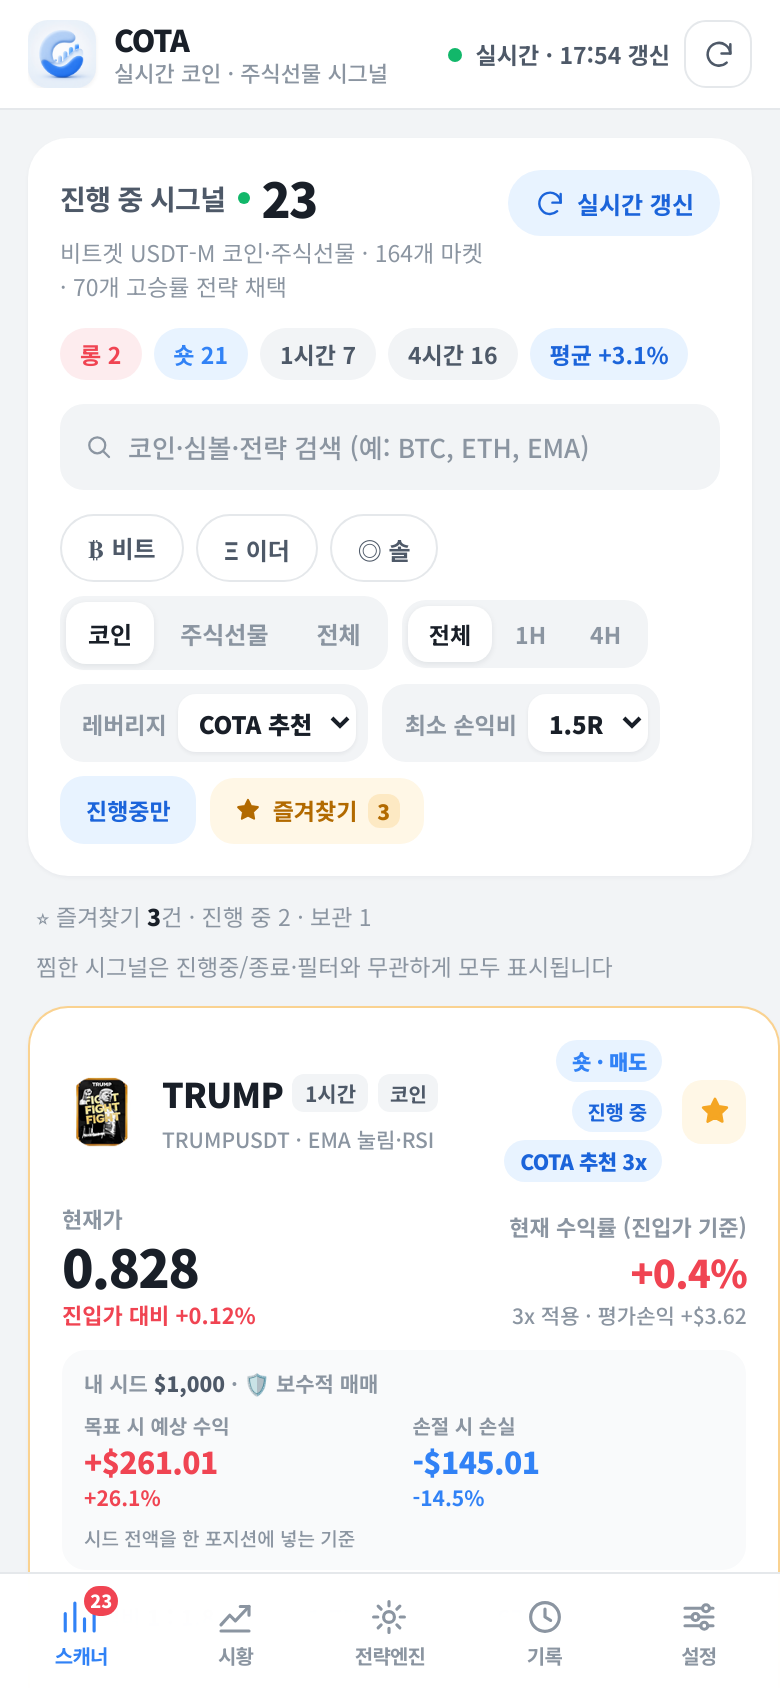 COTA
실시간 코인 · 주식선물 시그널
실시간 · 17:54 갱신
진행 중 시그널 23
실시간 갱신
비트겟 USDT-M 코인·주식선물 · 164개 마켓
· 70개 고승률 전략 채택
롱 2
숏 21
1시간 7
4시간 16
평균 +3.1%
코인·심볼·전략 검색 (예: BTC, ETH, EMA)
₿ 비트
Ξ 이더
◎ 솔
코인
주식선물
전체
전체
1H
4H
레버리지
COTA 추천
최소 손익비
1.5R
진행중만
★ 즐겨찾기 3
☆ 즐겨찾기 3건 · 진행 중 2 · 보관 1
찜한 시그널은 진행중/종료·필터와 무관하게 모두 표시됩니다
TRUMP
FIGHT
FIGHT
FIGHT
TRUMP
1시간
코인
TRUMPUSDT · EMA 눌림·RSI
숏 · 매도
진행 중
COTA 추천 3x
현재가
0.828
진입가 대비 +0.12%
현재 수익률 (진입가 기준)
+0.4%
3x 적용 · 평가손익 +$3.62
내 시드 $1,000 · 🛡️ 보수적 매매
목표 시 예상 수익
+$261.01
+26.1%
손절 시 손실
-$145.01
-14.5%
시드 전액을 한 포지션에 넣는 기준
23
스캐너
시황
전략엔진
기록
설정